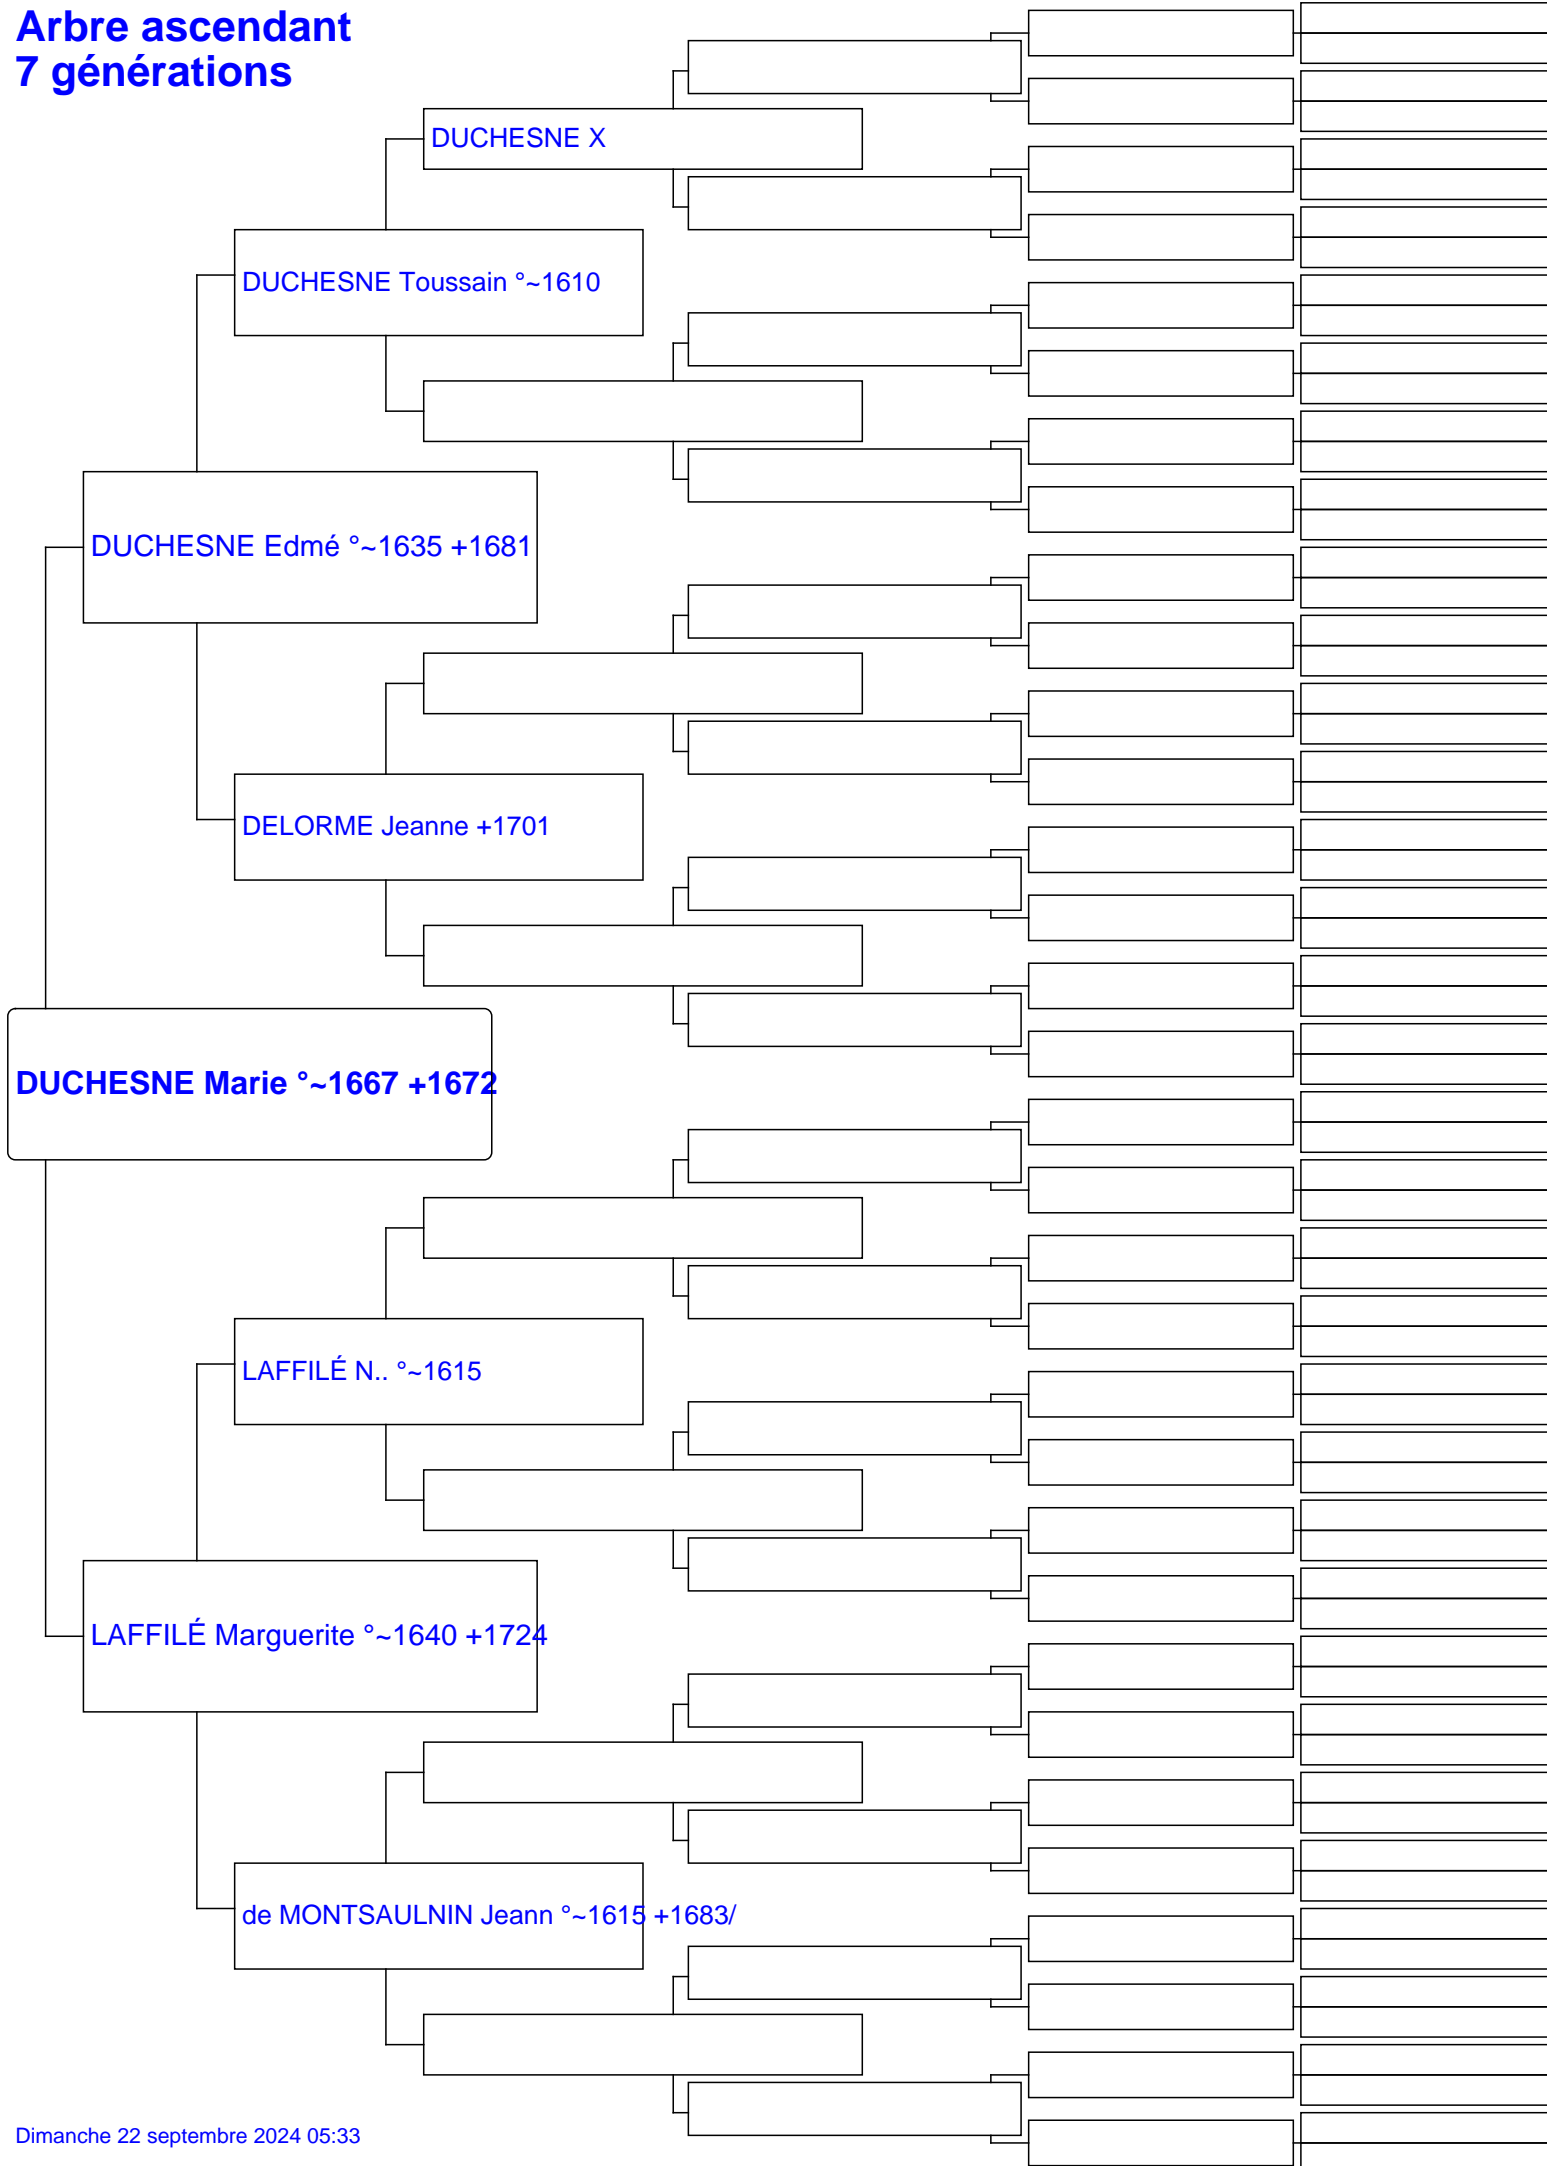 Arbre ascendant
7 générations
DUCHESNE X
DUCHESNE Toussain °~1610
DUCHESNE Edmé °~1635 +1681
DELORME Jeanne +1701
DUCHESNE Marie °~1667 +1672
LAFFILÉ N.. °~1615
LAFFILÉ Marguerite °~1640 +1724
de MONTSAULNIN Jeann °~1615 +1683/
Dimanche 22 septembre 2024 05:33